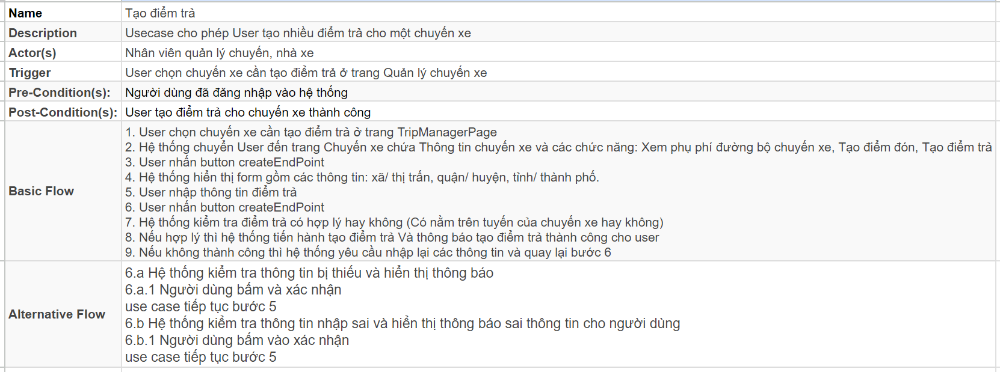 Name Tạo điểm trả
Description Usecase cho phép User tạo nhiều điểm trả cho một chuyến xe
Actor(s) Nhân viên quản lý chuyến, nhà xe
Trigger User chọn chuyến xe cần tạo điểm trả ở trang Quản lý chuyến xe
Pre-Condition(s): Người dùng đã đăng nhập vào hệ thống
Post-Condition(s): User tạo điểm trả cho chuyến xe thành công
Basic Flow
1. User chọn chuyến xe cần tạo điểm trả ở trang TripManagerPage
2. Hệ thống chuyển User đến trang Chuyến xe chứa Thông tin chuyến xe và các chức năng: Xem phụ phí đường bộ chuyến xe, Tạo điểm đón, Tạo điểm trả
3. User nhấn button createEndPoint
4. Hệ thống hiển thị form gồm các thông tin: xã/ thị trấn, quận/ huyện, tỉnh/ thành phố.
5. User nhập thông tin điểm trả
6. User nhấn button createEndPoint
7. Hệ thống kiểm tra điểm trả có hợp lý hay không (Có nằm trên tuyến của chuyến xe hay không)
8. Nếu hợp lý thì hệ thống tiến hành tạo điểm trả Và thông báo tạo điểm trả thành công cho user
9. Nếu không thành công thì hệ thống yêu cầu nhập lại các thông tin và quay lại bước 6
Alternative Flow
6.a Hệ thống kiểm tra thông tin bị thiếu và hiển thị thông báo
6.a.1 Người dùng bấm và xác nhận
use case tiếp tục bước 5
6.b Hệ thống kiểm tra thông tin nhập sai và hiển thị thông báo sai thông tin cho người dùng
6.b.1 Người dùng bấm vào xác nhận
use case tiếp tục bước 5